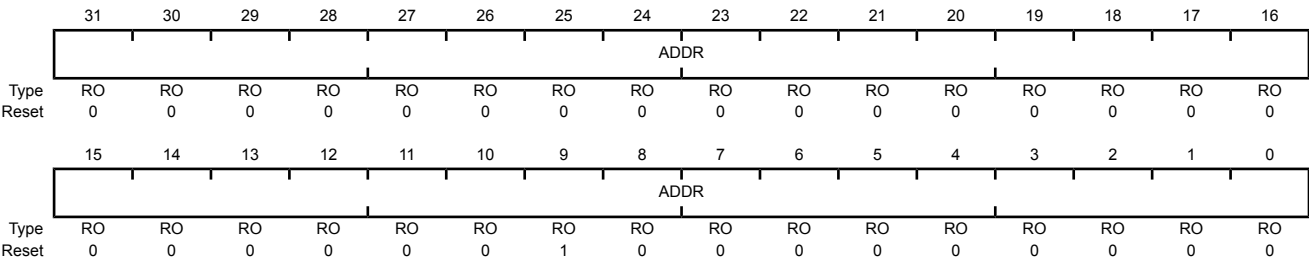 31 30 29 28 27 26 25 24 23 22 21 20 19 18 17 16
ADDR
Type RO RO RO RO RO RO RO RO RO RO RO RO RO RO RO RO
Reset 0 0 0 0 0 0 0 0 0 0 0 0 0 0 0 0
15 14 13 12 11 10 9 8 7 6 5 4 3 2 1 0
ADDR
Type RO RO RO RO RO RO RO RO RO RO RO RO RO RO RO RO
Reset 0 0 0 0 0 0 1 0 0 0 0 0 0 0 0 0